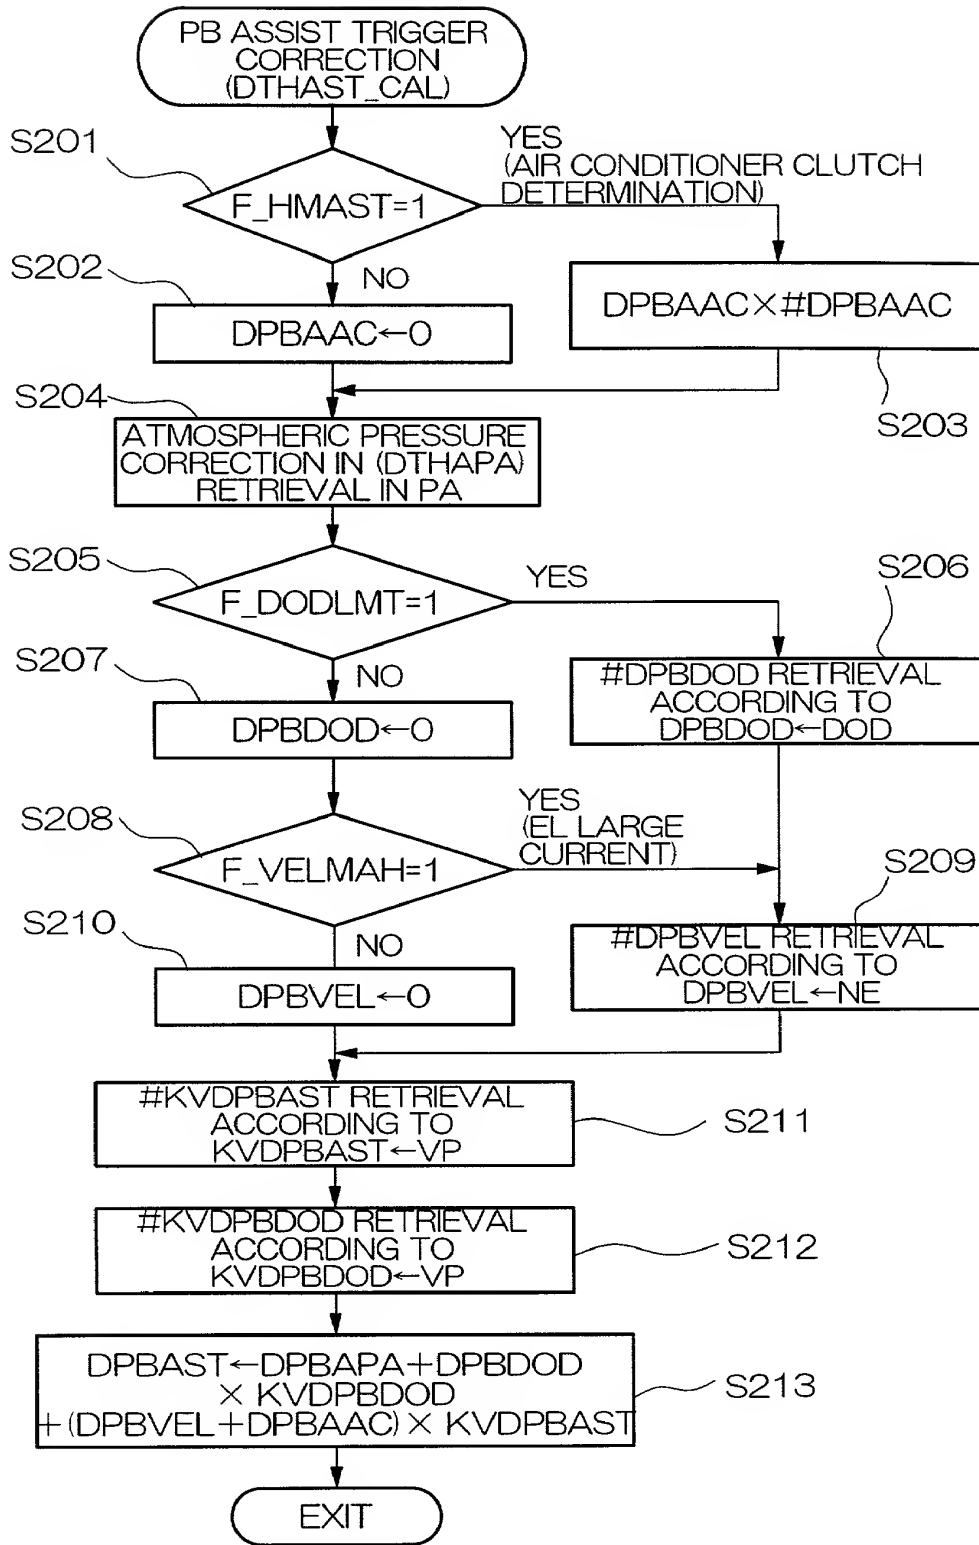 PB ASSIST TRIGGER
CORRECTION
(DTHAST_CAL)
S201
F_HMAST=1
YES
(AIR CONDITIONER CLUTCH
DETERMINATION)
S202
NO
DPBAAC←0
DPBAAC×#DPBAAC
S203
S204
ATMOSPHERIC PRESSURE
CORRECTION IN (DTHAPA)
RETRIEVAL IN PA
S205
F_DODLMT=1
YES
S206
S207
NO
#DPBDOD RETRIEVAL
ACCORDING TO
DPBDOD←DOD
DPBDOD←0
S208
F_VELMAH=1
YES
(EL LARGE
CURRENT)
S209
S210
NO
#DPBVEL RETRIEVAL
ACCORDING TO
DPBVEL←NE
DPBVEL←0
#KVDPBAST RETRIEVAL
ACCORDING TO
KVDPBAST←VP
S211
#KVDPBDOD RETRIEVAL
ACCORDING TO
KVDPBDOD←VP
S212
DPBAST←DPBAPA+DPBDOD
× KVDPBDOD
+(DPBVEL+DPBAAC)× KVDPBAST
S213
EXIT